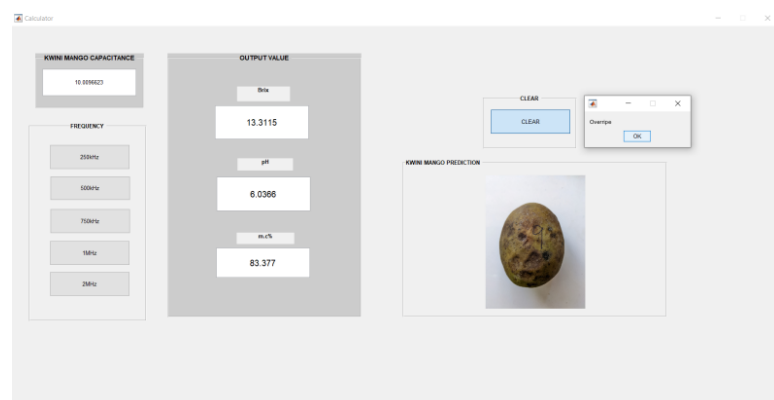 Calculator
KWINI MANGO CAPACITANCE
10.0096623
FREQUENCY
250kHz
500kHz
750kHz
1MHz
2MHz
OUTPUT VALUE
Brix
13.3115
pH
6.0366
m.c%
83.377
CLEAR
CLEAR
Overripe
OK
KWINI MANGO PREDICTION